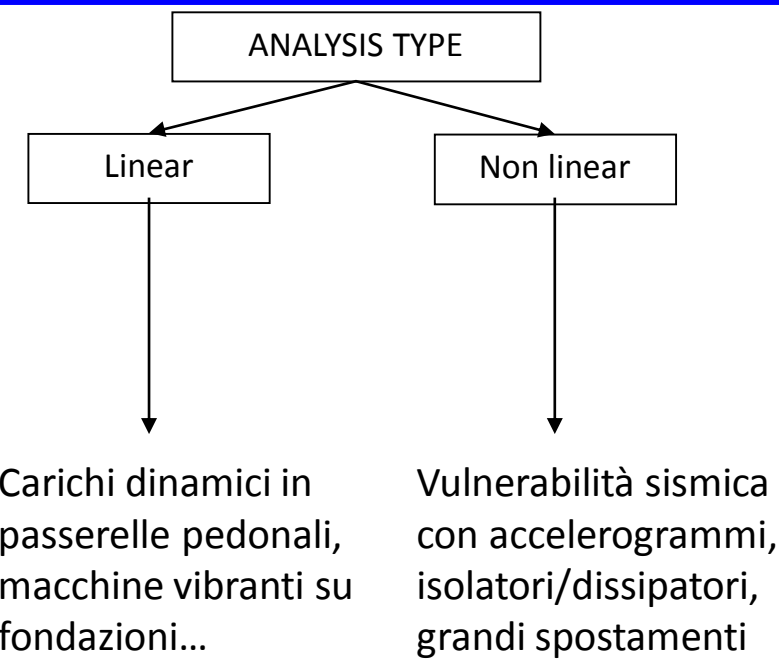 ANALYSIS TYPE
Linear
Non linear
Carichi dinamici in
passerelle pedonali,
macchine vibranti su
fondazioni…
Vulnerabilità sismica
con accelerogrammi,
isolatori/dissipatori,
grandi spostamenti